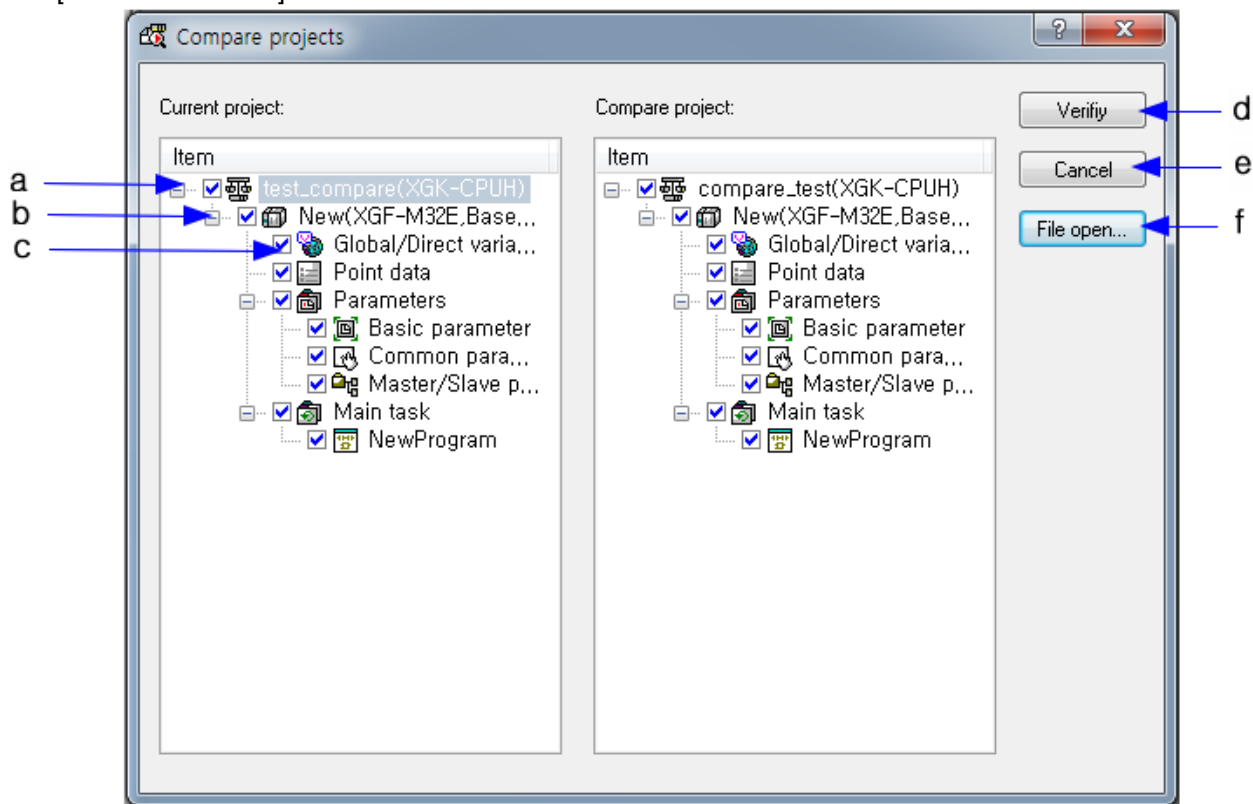 Compare projects
?
X
Current project:
Compare project:
Item
a
test_compare(XGK-CPUH)
b
New(XGF-M32E,Base,,,
c
Global/Direct varia,,,
Point data
Parameters
Basic parameter
Common para,,,
Master/Slave p,,,
Main task
NewProgram
Item
compare_test(XGK-CPUH)
New(XGF-M32E,Base,,,
Global/Direct varia,,,
Point data
Parameters
Basic parameter
Common para,,,
Master/Slave p,,,
Main task
NewProgram
Verifiy
d
Cancel
e
File open...
f